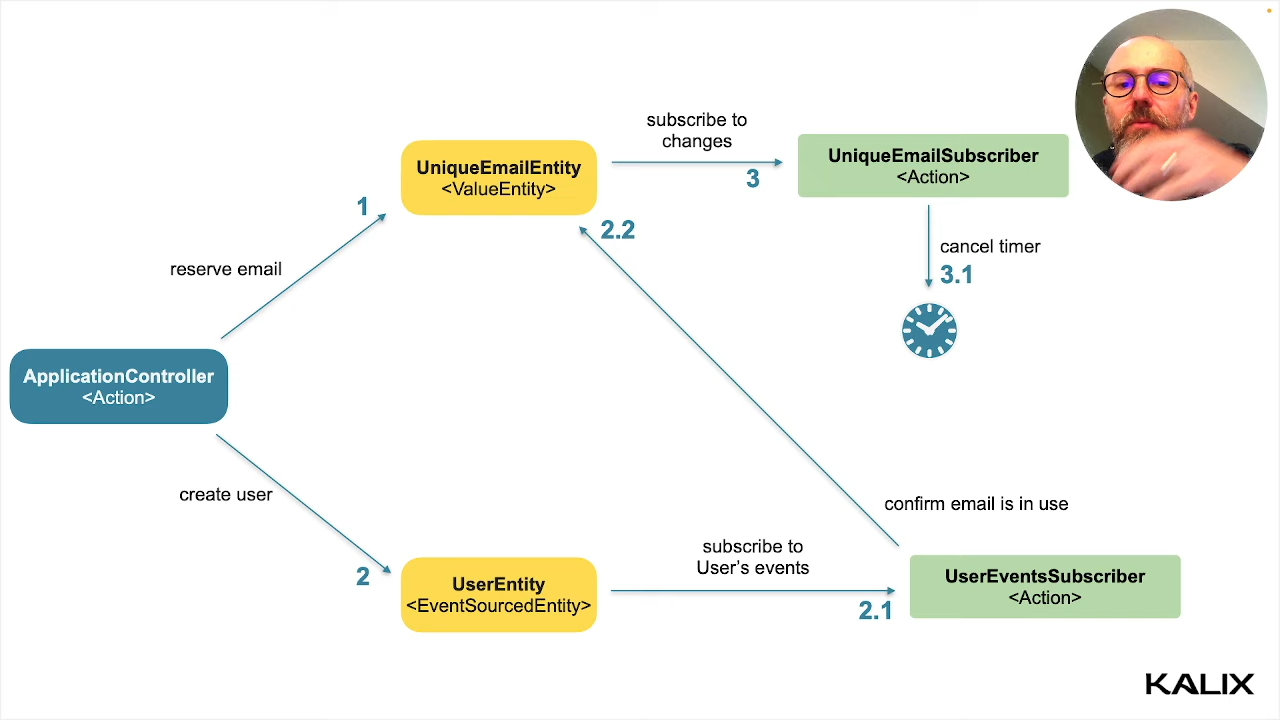 subscribe to
changes
3
UniqueEmailEntity
<ValueEntity>
UniqueEmailSubscriber
<Action>
1
2.2
reserve email
cancel timer
3.1
ApplicationController
<Action>
create user
confirm email is in use
2
UserEntity
<EventSourcedEntity>
subscribe to
User's events
2.1
UserEventsSubscriber
<Action>
KALIX